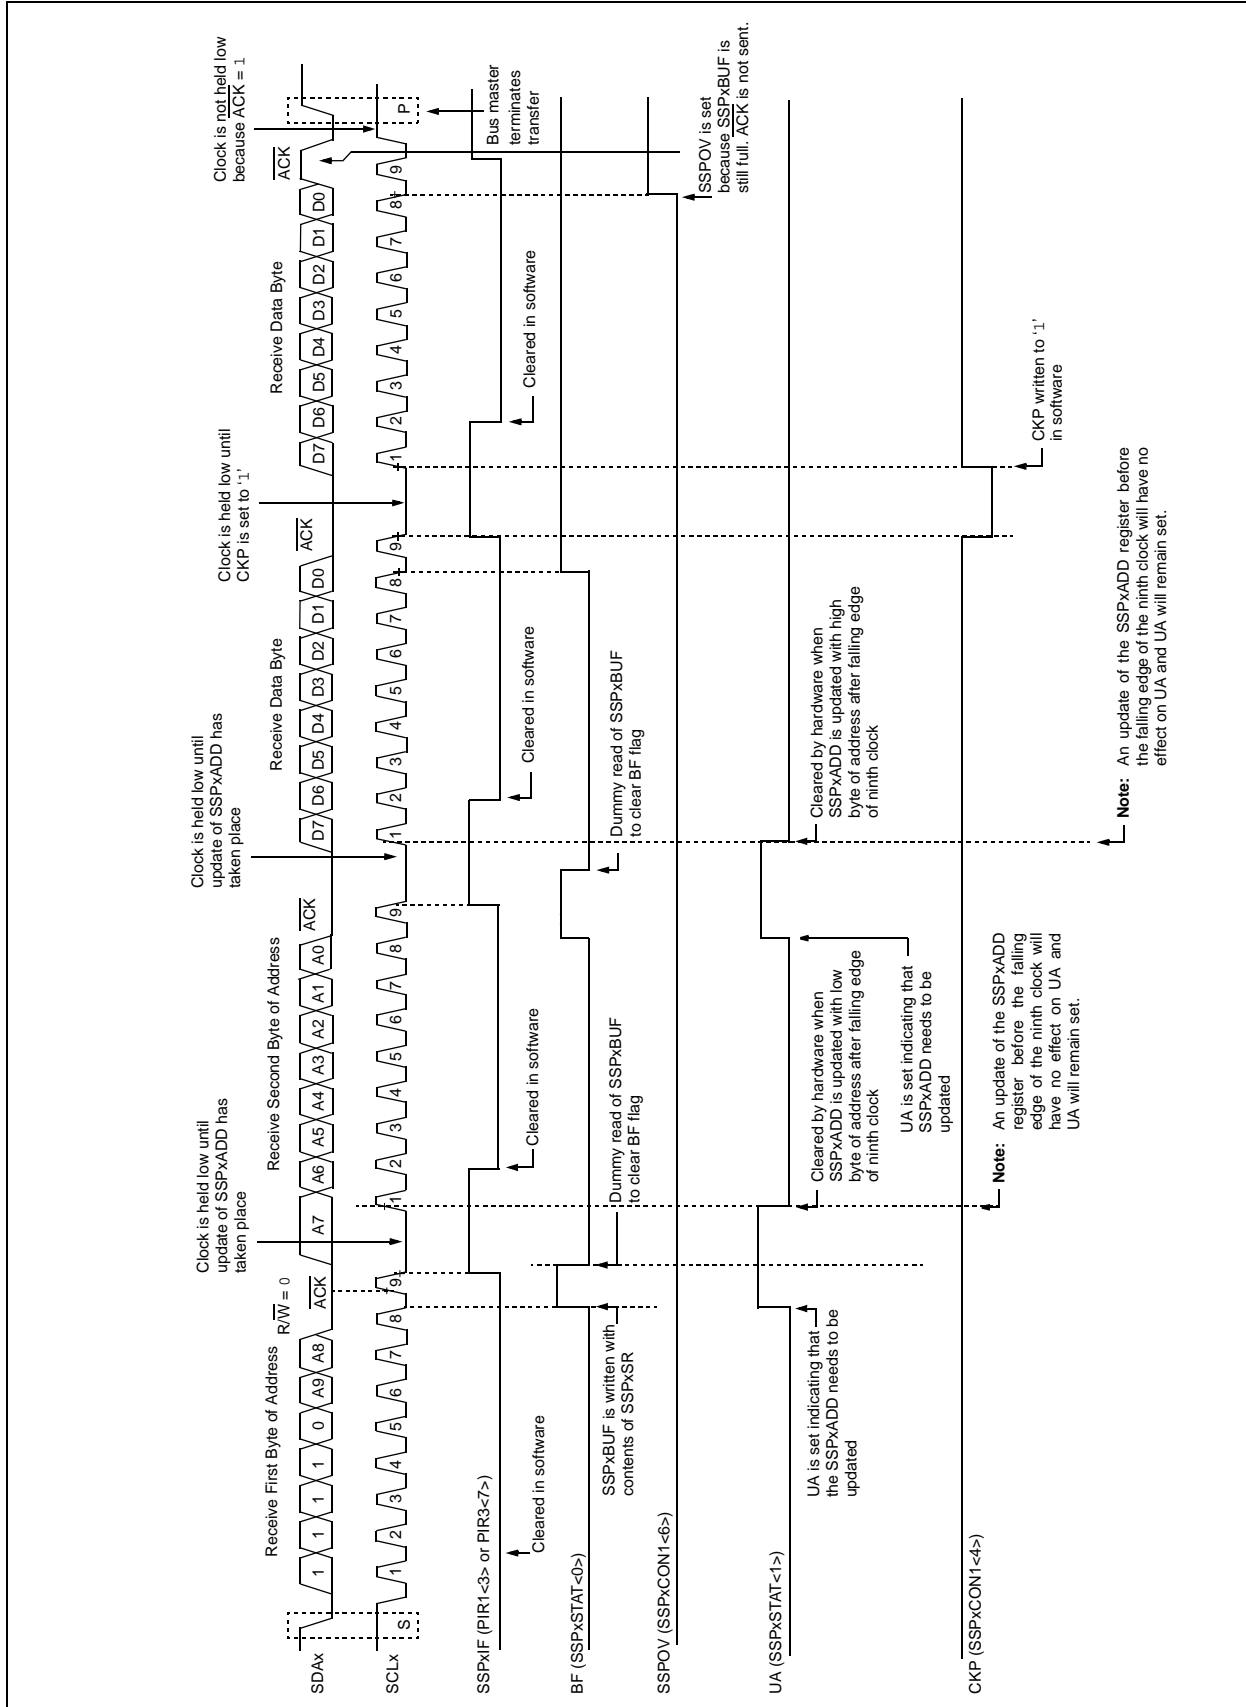 Receive First Byte of Address
R/W = 0
ACK
Clock is held low until
update of SSPxADD has
taken place
Receive Second Byte of Address
ACK
Clock is held low until
update of SSPxADD has
taken place
Receive Data Byte
ACK
Clock is held low until
CKP is set to ‘1’
Receive Data Byte
ACK
Clock is not held low
because ACK = 1
SDAx
1 1 1 1 0 A9 A8
A7 A6 A5 A4 A3 A2 A1 A0
D7 D6 D5 D4 D3 D2 D1 D0
D7 D6 D5 D4 D3 D2 D1 D0
SCLx
S
1 2 3 4 5 6 7 8 9
1 2 3 4 5 6 7 8 9
1 2 3 4 5 6 7 8 9
1 2 3 4 5 6 7 8 9
P
Bus master
terminates
transfer
SSPxIF (PIR1<3> or PIR3<7>)
Cleared in software
Cleared in software
Cleared in software
Cleared in software
BF (SSPxSTAT<0>)
SSPxBUF is written with
contents of SSPxSR
Dummy read of SSPxBUF
to clear BF flag
Dummy read of SSPxBUF
to clear BF flag
SSPOV (SSPxCON1<6>)
SSPOV is set
because SSPxBUF is
still full. ACK is not sent.
UA (SSPxSTAT<1>)
UA is set indicating that
the SSPxADD needs to be
updated
Cleared by hardware when
SSPxADD is updated with low
byte of address after falling edge
of ninth clock
UA is set indicating that
SSPxADD needs to be
updated
Cleared by hardware when
SSPxADD is updated with high
byte of address after falling edge
of ninth clock
CKP (SSPxCON1<4>)
Note: An update of the SSPxADD
register before the falling
edge of the ninth clock will
have no effect on UA and
UA will remain set.
Note: An update of the SSPxADD register before
the falling edge of the ninth clock will have no
effect on UA and UA will remain set.
CKP written to ‘1’
in software